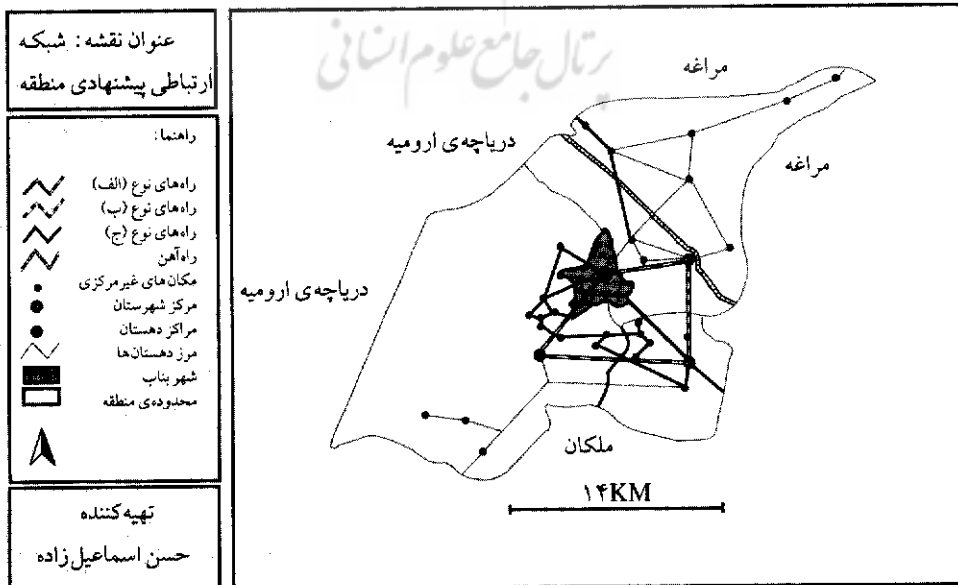 عنوان نقشه: شبکه
ارتباطی پیشنهادی منطقه
راهنما:
راه‌های نوع (الف)
راه‌های نوع (ب)
راه‌های نوع (ج)
راه‌آهن
مکان‌های غیرمرکزی
مرکز شهرستان
مراکز دهستان
مرز دهستان‌ها
شهر بناب
محدوده‌ی منطقه
تهیه‌کننده
حسن اسماعیل‌زاده
پرتال جامع علوم انسانی
مراغه
دریاچه‌ی ارومیه
مراغه
دریاچه‌ی ارومیه
ملکان
۱۴KM